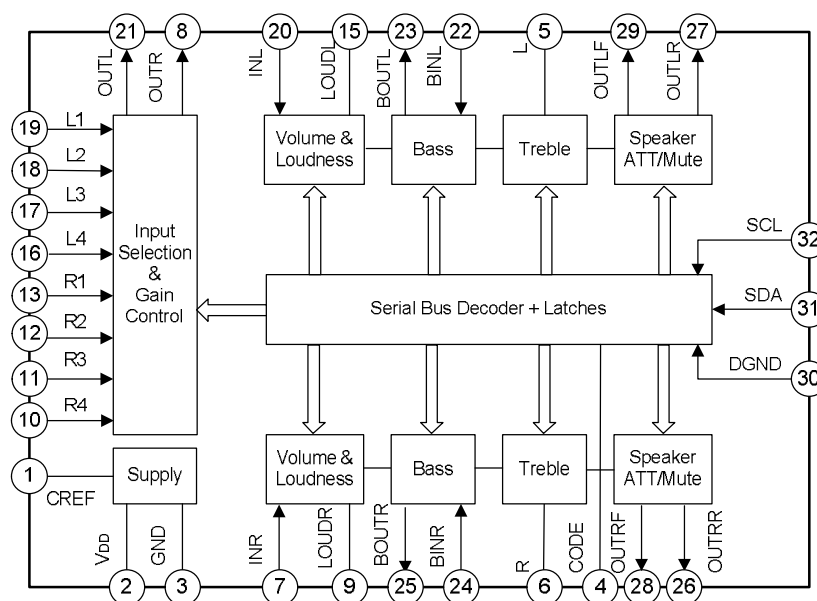 21 8 20 15 23 22 5 29 27
OUTL OUTR INL LOUDL BOUTL BINL L OUTLF OUTLR
19 L1
18 L2
17 L3
16 L4
13 R1
12 R2
11 R3
10 R4
Input
Selection
&
Gain
Control
Volume &
Loudness
Bass
Treble
Speaker
ATT/Mute
SCL 32
Serial Bus Decoder + Latches
SDA 31
DGND 30
1
CREF
Supply
Volume &
Loudness
Bass
Treble
Speaker
ATT/Mute
VDD GND INR LOUDR BOUTR BINR R CODE OUTRF OUTRR
2 3 7 9 25 24 6 4 28 26